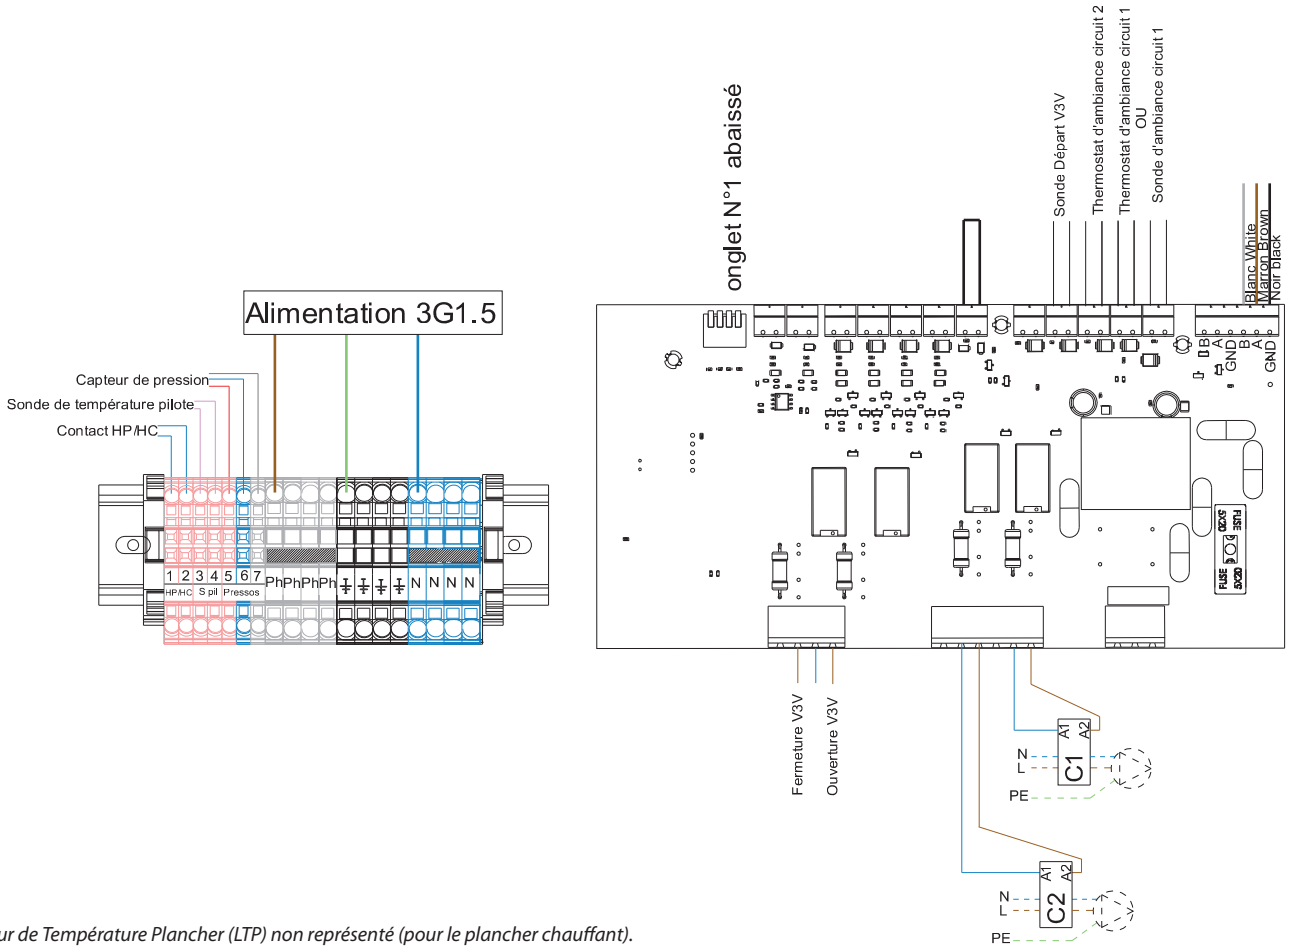 onglet N°1 abaissé
Sonde Départ V3V
Thermostat d'ambiance circuit 2
Thermostat d'ambiance circuit 1
OU
Sonde d'ambiance circuit 1
Blanc White
Marron Brown
Noir black
B
A
GND
B
A
GND
Alimentation 3G1.5
Capteur de pression
Sonde de température pilote
Contact HP/HC
1 2 3 4 5 6 7 Ph Ph Ph Ph N N N N
HP/HC S pil Pressos
FUSE 5X20
FUSE 5X20
Fermeture V3V
Ouverture V3V
A1 A2
C1
N
L
PE
A1 A2
C2
N
L
PE
ur de Température Plancher (LTP) non représenté (pour le plancher chauffant).